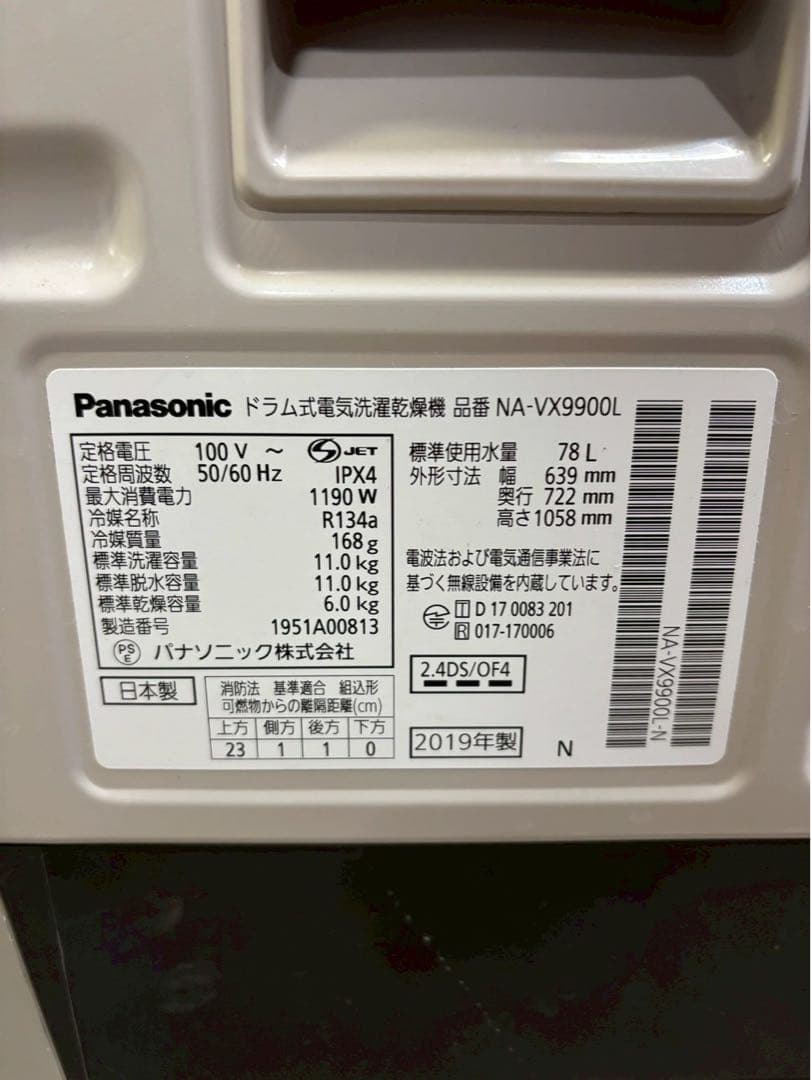 Panasonic ドラム式電気洗濯乾燥機 品番 NA-VX9900L
定格電圧 100 V ～ S JET
定格周波数 50/60 Hz IPX4
最大消費電力 1190 W
冷媒名称 R134a
冷媒質量 168 g
標準洗濯容量 11.0 kg
標準脱水容量 11.0 kg
標準乾燥容量 6.0 kg
製造番号 1951A00813
PSE パナソニック株式会社
日本製
消防法 基準適合 組込形
可燃物からの離隔距離(cm)
上方 側方 後方 下方
23 1 1 0
標準使用水量 78 L
外形寸法 幅 639 mm
奥行 722 mm
高さ 1058 mm
電波法および電気通信事業法に
基づく無線設備を内蔵しています。
T D 17 0083 201
R 017-170006
2.4DS/OF4
2019年製 N
NA-VX9900L-N